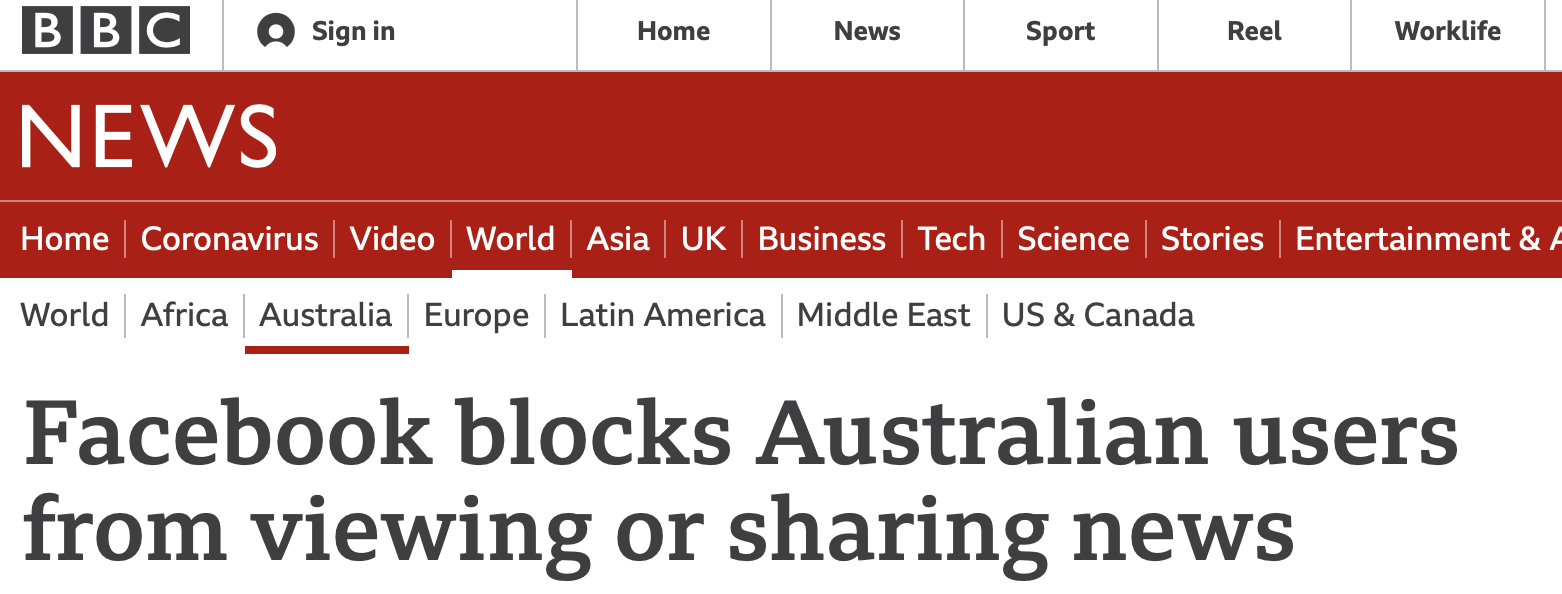 BBC Sign in Home News Sport Reel Worklife
NEWS
Home Coronavirus Video World Asia UK Business Tech Science Stories Entertainment &
World Africa Australia Europe Latin America Middle East US & Canada
Facebook blocks Australian users
from viewing or sharing news